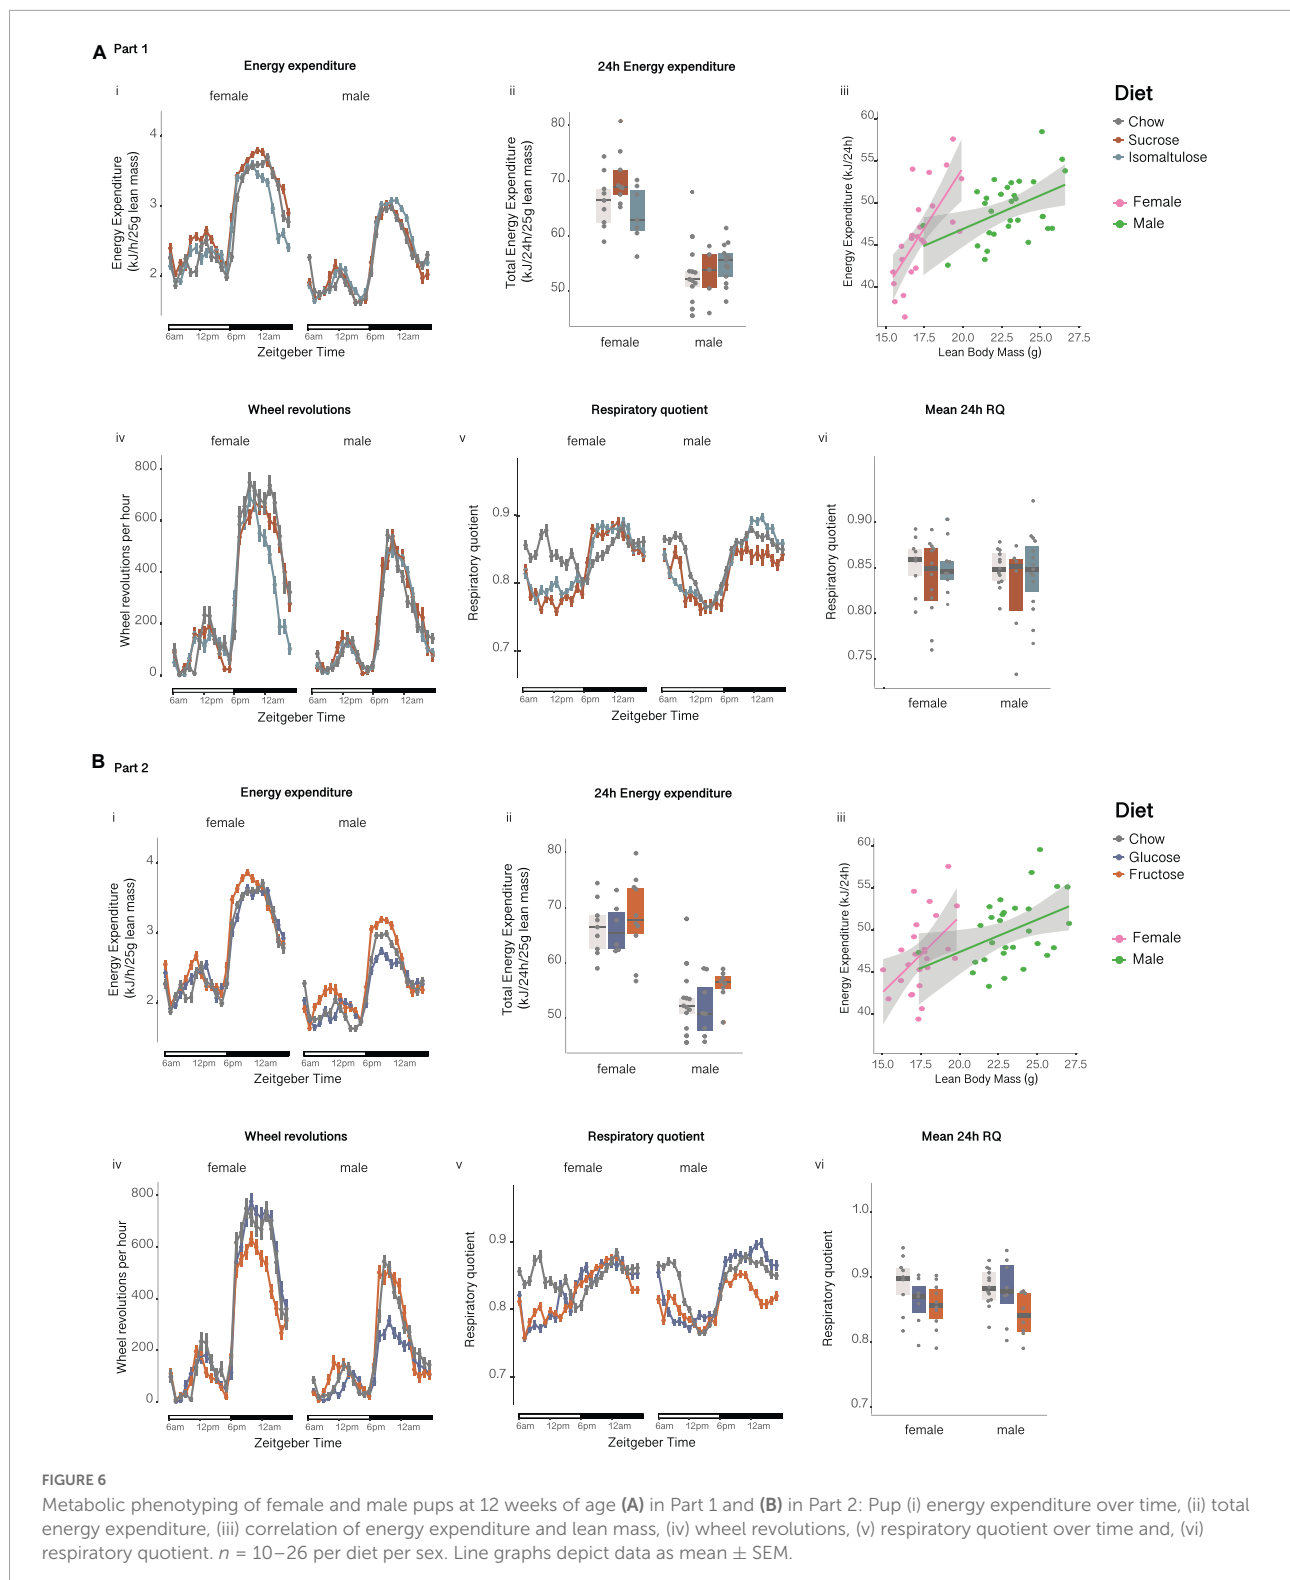 A Part 1
Energy expenditure
24h Energy expenditure
i
female
male
4
3
2
Energy Expenditure
(kJ/h/25g lean mass)
6am 12pm 6pm 12am
6am 12pm 6pm 12am
Zeitgeber Time
ii
80
70
60
50
Total Energy Expenditure
(kJ/24h/25g lean mass)
female
male
iii
60
55
50
45
40
Energy Expenditure (kJ/24h)
15.0 17.5 20.0 22.5 25.0 27.5
Lean Body Mass (g)
Diet
Chow
Sucrose
Isomaltulose
Female
Male
Wheel revolutions
Respiratory quotient
Mean 24h RQ
iv
female
male
800
600
400
200
0
Wheel revolutions per hour
6am 12pm 6pm 12am
6am 12pm 6pm 12am
Zeitgeber Time
v
female
male
0.9
0.8
0.7
Respiratory quotient
6am 12pm 6pm 12am
6am 12pm 6pm 12am
Zeitgeber Time
vi
0.90
0.85
0.80
0.75
Respiratory quotient
female
male
B Part 2
Energy expenditure
24h Energy expenditure
i
female
male
4
3
2
Energy Expenditure
(kJ/h/25g lean mass)
6am 12pm 6pm 12am
6am 12pm 6pm 12am
Zeitgeber Time
ii
80
70
60
50
Total Energy Expenditure
(kJ/24h/25g lean mass)
female
male
iii
60
55
50
45
40
Energy Expenditure (kJ/24h)
15.0 17.5 20.0 22.5 25.0 27.5
Lean Body Mass (g)
Diet
Chow
Glucose
Fructose
Female
Male
Wheel revolutions
Respiratory quotient
Mean 24h RQ
iv
female
male
800
600
400
200
0
Wheel revolutions per hour
6am 12pm 6pm 12am
6am 12pm 6pm 12am
Zeitgeber Time
v
female
male
0.9
0.8
0.7
Respiratory quotient
6am 12pm 6pm 12am
6am 12pm 6pm 12am
Zeitgeber Time
vi
1.0
0.9
0.8
0.7
Respiratory quotient
female
male
FIGURE 6
Metabolic phenotyping of female and male pups at 12 weeks of age (A) in Part 1 and (B) in Part 2: Pup (i) energy expenditure over time, (ii) total
energy expenditure, (iii) correlation of energy expenditure and lean mass, (iv) wheel revolutions, (v) respiratory quotient over time and, (vi)
respiratory quotient. n = 10–26 per diet per sex. Line graphs depict data as mean ± SEM.